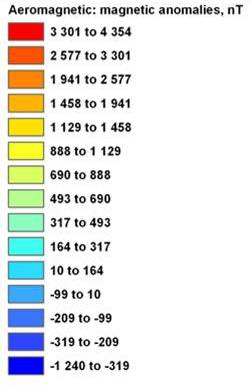 Aeromagnetic: magnetic anomalies, nT
3 301 to 4 354
2 577 to 3 301
1 941 to 2 577
1 458 to 1 941
1 129 to 1 458
888 to 1 129
690 to 888
493 to 690
317 to 493
164 to 317
10 to 164
-99 to 10
-209 to -99
-319 to -209
-1 240 to -319